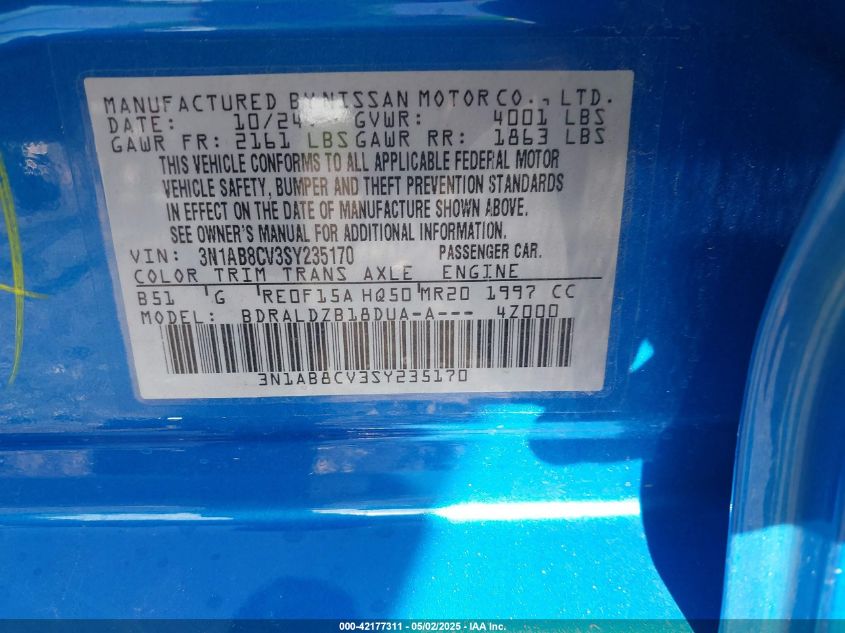 MANUFACTURED BY NISSAN MOTOR CO., LTD.
DATE: 10/24 GVWR: 4001 LBS
GAWR FR: 2161 LBS GAWR RR: 1863 LBS
THIS VEHICLE CONFORMS TO ALL APPLICABLE FEDERAL MOTOR
VEHICLE SAFETY, BUMPER AND THEFT PREVENTION STANDARDS
IN EFFECT ON THE DATE OF MANUFACTURE SHOWN ABOVE.
SEE OWNER'S MANUAL FOR ADDITIONAL INFORMATION.
VIN: 3N1AB8CV3SY235170 PASSENGER CAR.
COLOR TRIM TRANS AXLE ENGINE
B51 G RE0F15A HQ50 MR20 1997 CC
MODEL: BDRALDZB18DUA-A--- 4Z000
3N1AB8CV3SY235170
000-42177311 - 05/02/2025 - IAA Inc.